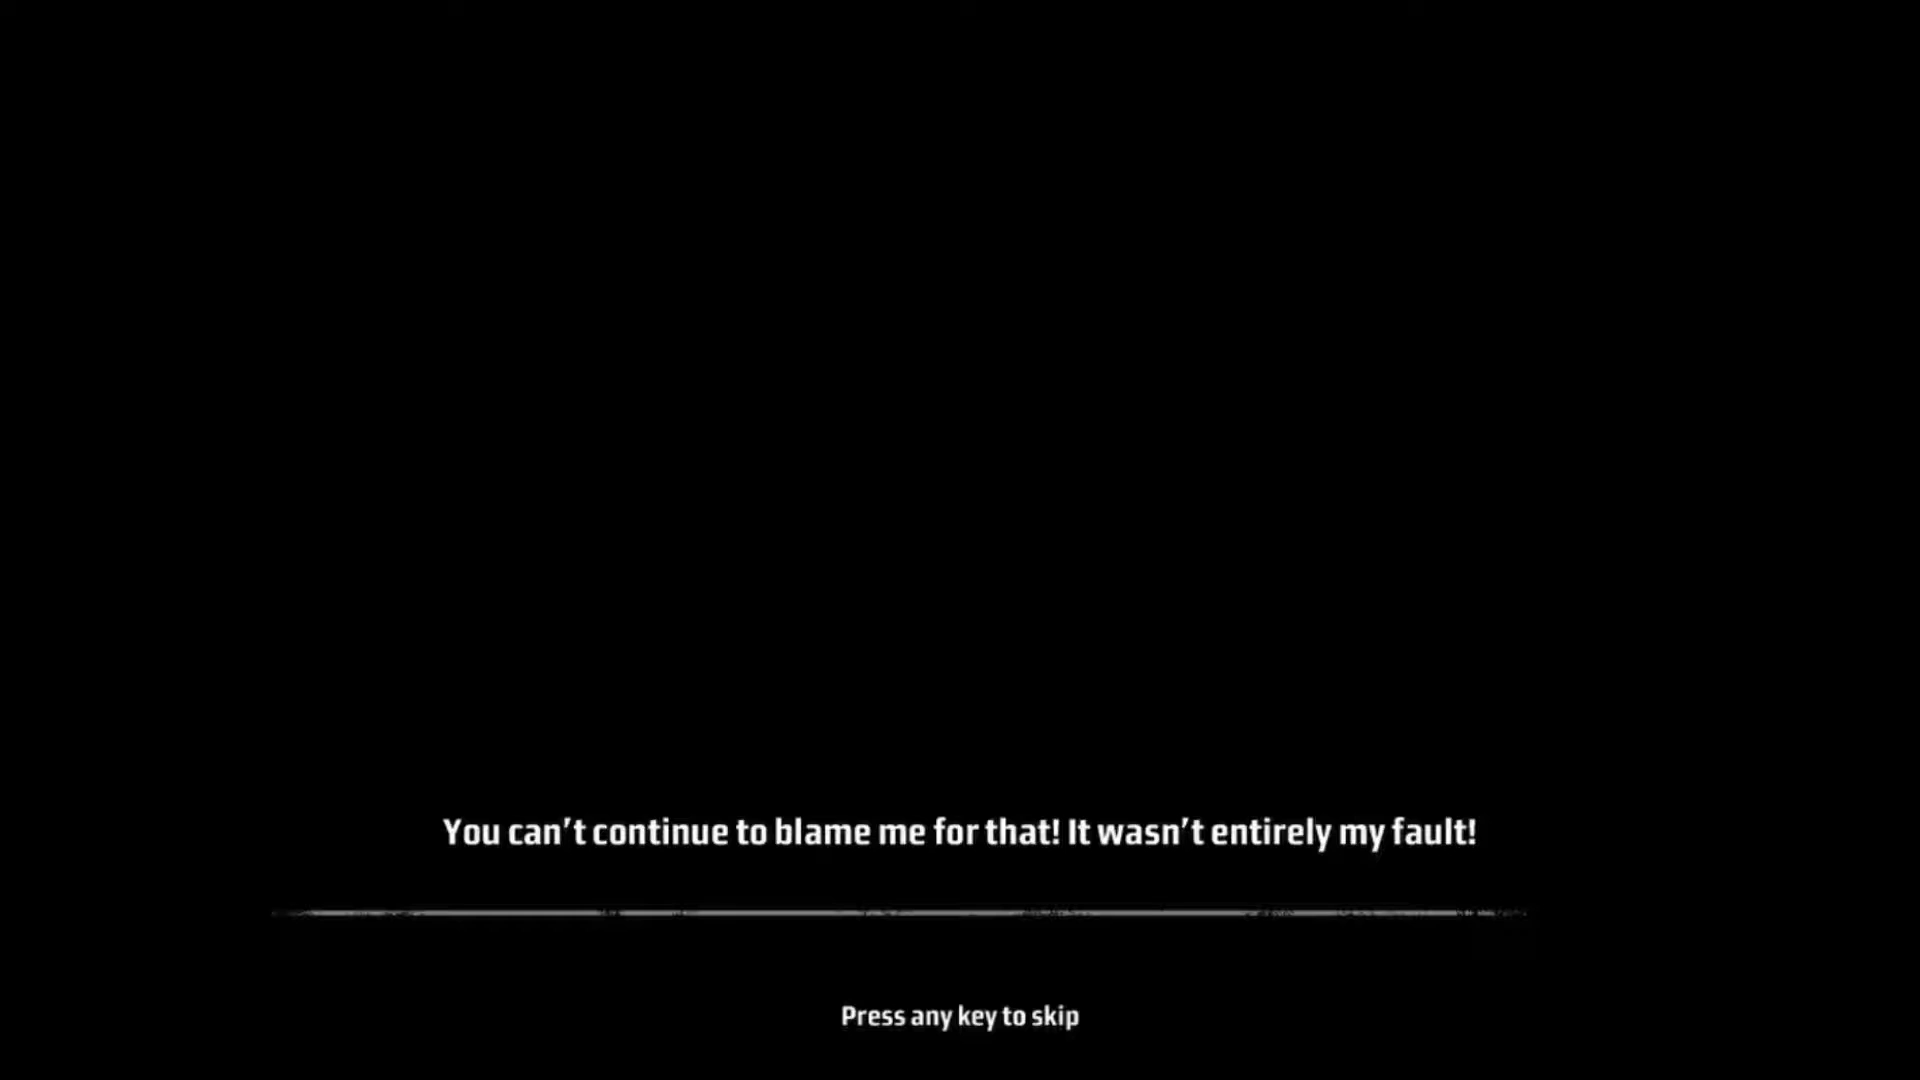 You can’t continue to blame me for that! It wasn’t entirely my fault!
Press any key to skip